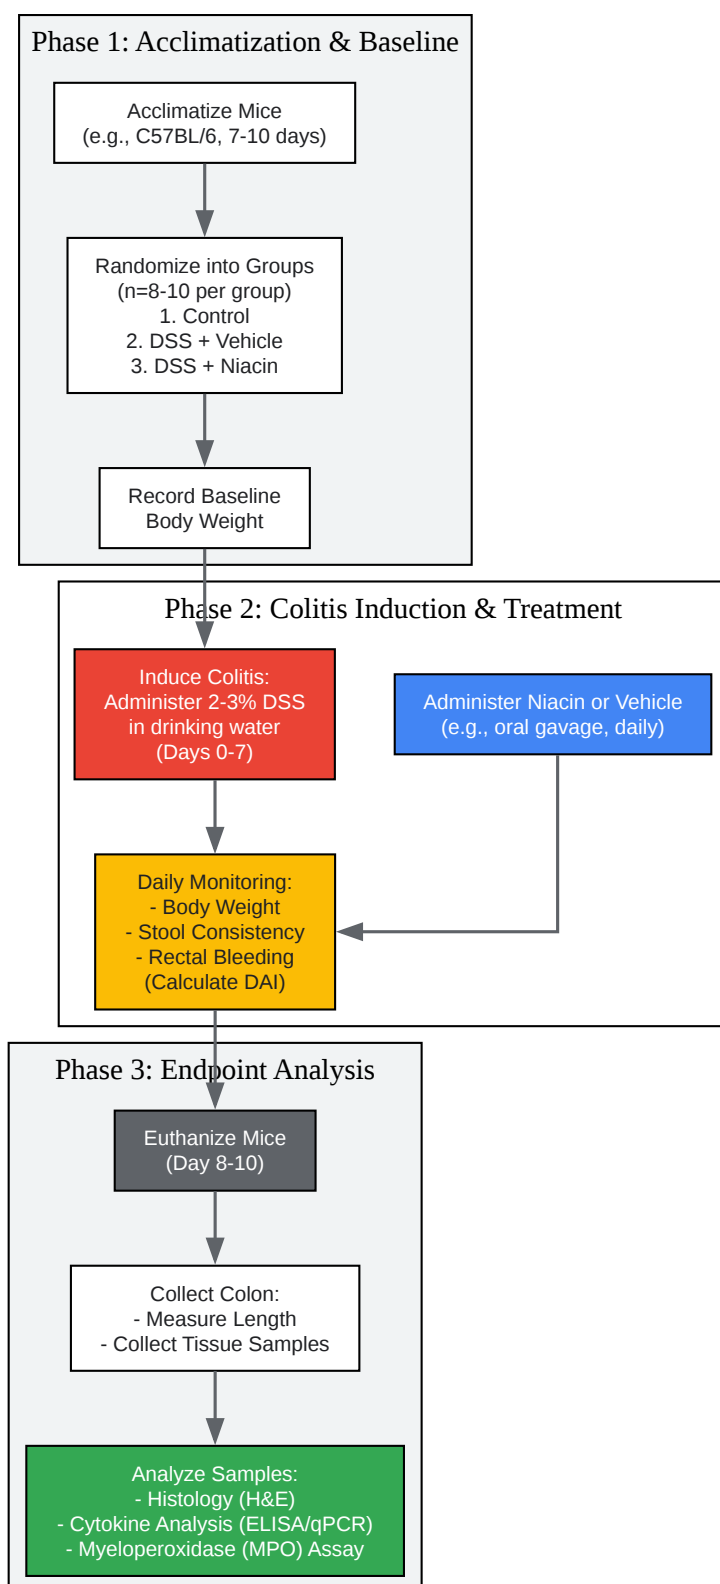 Phase 1: Acclimatization & Baseline
Acclimatize Mice
(e.g., C57BL/6, 7-10 days)
Randomize into Groups
(n=8-10 per group)
1. Control
2. DSS + Vehicle
3. DSS + Niacin
Record Baseline
Body Weight
Phase 2: Colitis Induction & Treatment
Induce Colitis:
Administer 2-3% DSS
in drinking water
(Days 0-7)
Administer Niacin or Vehicle
(e.g., oral gavage, daily)
Daily Monitoring:
- Body Weight
- Stool Consistency
- Rectal Bleeding
(Calculate DAI)
Phase 3: Endpoint Analysis
Euthanize Mice
(Day 8-10)
Collect Colon:
- Measure Length
- Collect Tissue Samples
Analyze Samples:
- Histology (H&E)
- Cytokine Analysis (ELISA/qPCR)
- Myeloperoxidase (MPO) Assay